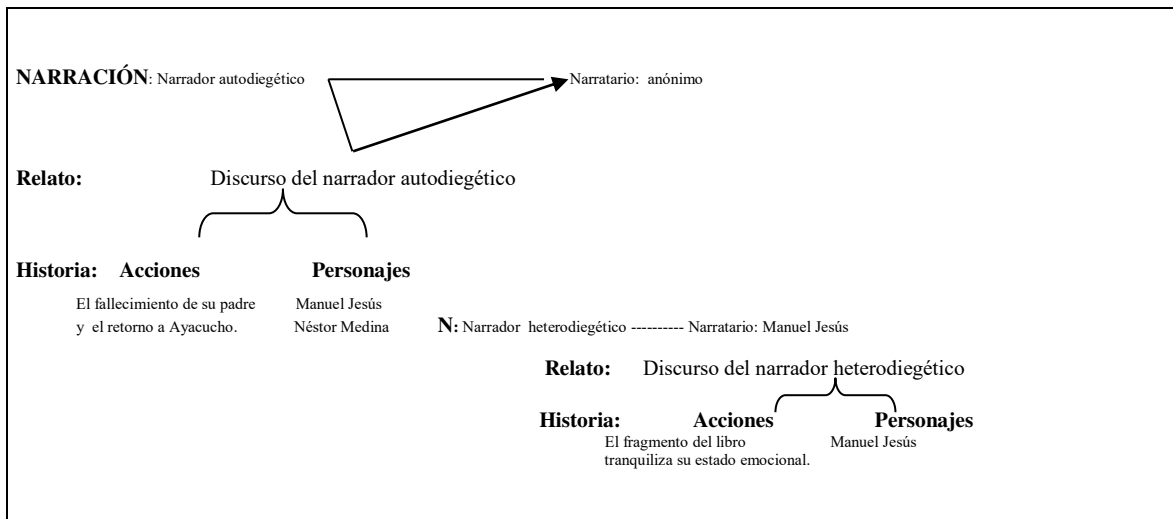 NARRACIÓN: Narrador autodiegético Narratario: anónimo
Relato: Discurso del narrador autodiegético
Historia: Acciones Personajes
El fallecimiento de su padre Manuel Jesús
y el retorno a Ayacucho. Néstor Medina N: Narrador heterodiegético ---------- Narratario: Manuel Jesús
Relato: Discurso del narrador heterodiegético
Historia: Acciones Personajes
El fragmento del libro Manuel Jesús
tranquiliza su estado emocional.